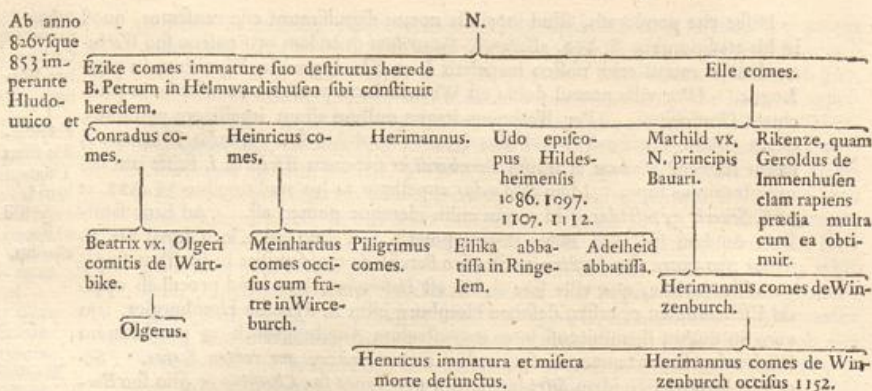 N.
Ab anno
826 vſque
853 im-
perante
Hludo-
uuico et
Ezike comes immature ſuo deſtitutus herede
B. Petrum in Helmwardishuſen ſibi conſtituit
heredem.
Elle comes.
Conradus co-
mes.
Heinricus co-
mes.
Herimannus.
Udo epiſco-
pus Hildes-
heimenſis
1086. 1097.
1107. 1112.
Mathild vx.
N. principis
Bauari.
Rikenze, quam
Geroldus de
Immenhuſen
clam rapiens
prædia multa
cum ea obti-
nuit.
Beatrix vx. Olgeri
comitis de Wart-
bike.
Meinhardus
comes occi-
ſus cum fra-
tre in Wirce-
burch.
Piligrimus
comes.
Eilika abba-
tiſſa in Ringe-
lem.
Adelheid
abbatiſſa.
Herimannus comes de Win-
zenburch.
Olgerus.
Henricus immatura et miſera
morte defunctus.
Herimannus comes de Win-
zenburch occiſus 1152.